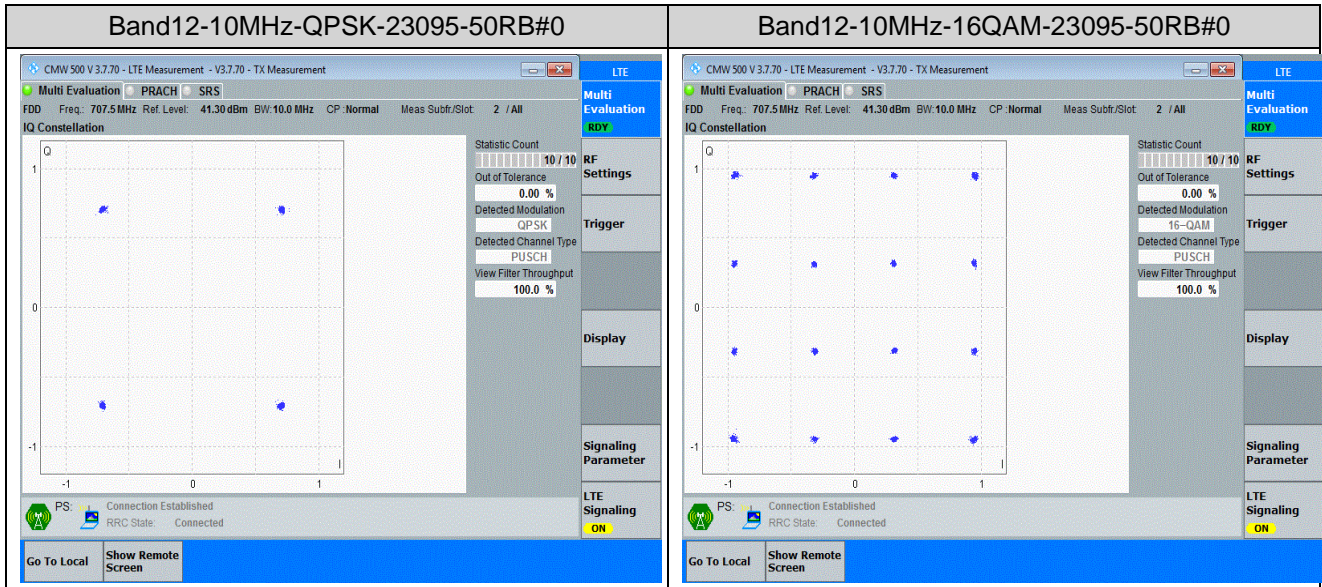 Band12-10MHz-QPSK-23095-50RB#0
CMW 500 V 3.7.70 - LTE Measurement - V3.7.70 - TX Measurement
LTE
Multi Evaluation PRACH SRS
Multi
Evaluation
RDY
FDD Freq.: 707.5 MHz Ref. Level: 41.30 dBm BW: 10.0 MHz CP : Normal Meas Subfr./Slot: 2 / All
IQ Constellation
Q
1
0
-1
-1 0 1
I
Statistic Count
10 / 10
Out of Tolerance
0.00 %
Detected Modulation
QPSK
Detected Channel Type
PUSCH
View Filter Throughput
100.0 %
RF
Settings
Trigger
Display
Signaling
Parameter
LTE
Signaling
ON
PS: Connection Established
RRC State: Connected
Go To Local
Show Remote
Screen
Band12-10MHz-16QAM-23095-50RB#0
CMW 500 V 3.7.70 - LTE Measurement - V3.7.70 - TX Measurement
LTE
Multi Evaluation PRACH SRS
Multi
Evaluation
RDY
FDD Freq.: 707.5 MHz Ref. Level: 41.30 dBm BW: 10.0 MHz CP : Normal Meas Subfr./Slot: 2 / All
IQ Constellation
Q
1
0
-1
-1 0 1
I
Statistic Count
10 / 10
Out of Tolerance
0.00 %
Detected Modulation
16-QAM
Detected Channel Type
PUSCH
View Filter Throughput
100.0 %
RF
Settings
Trigger
Display
Signaling
Parameter
LTE
Signaling
ON
PS: Connection Established
RRC State: Connected
Go To Local
Show Remote
Screen